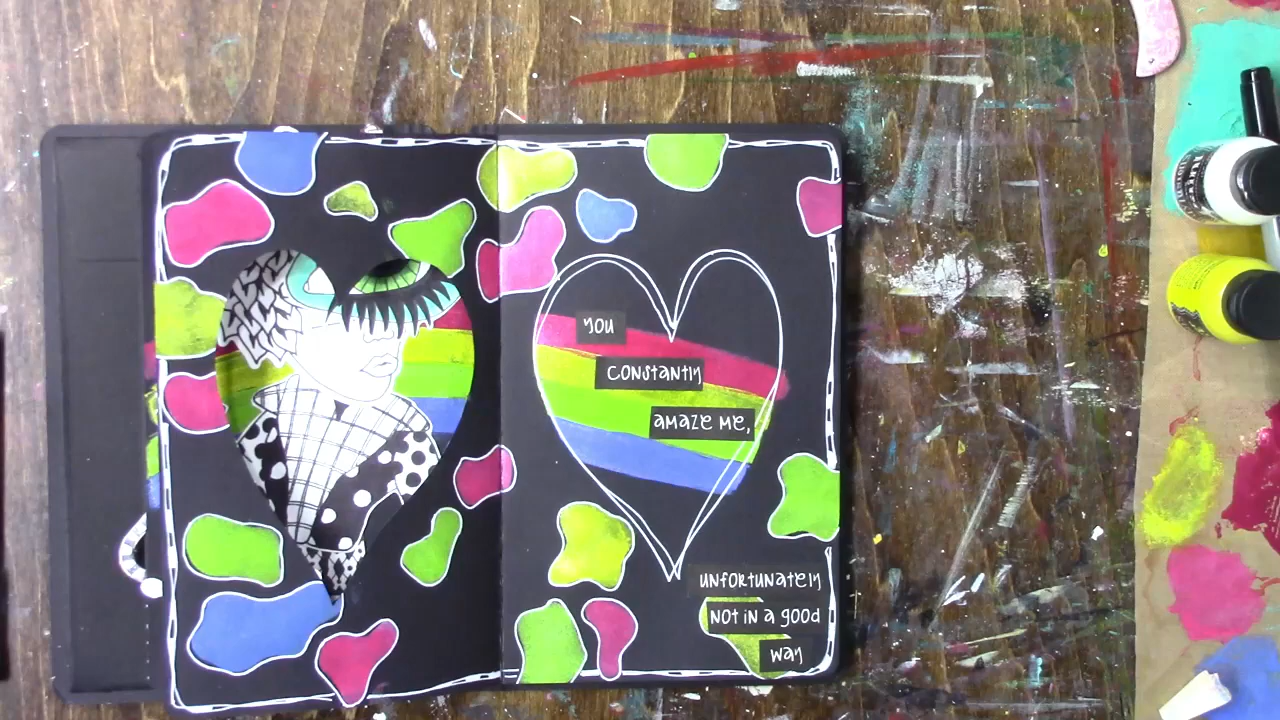 YOU
CONSTANTLY
AMAZE ME,
UNFORTUNATELY
NOT IN A GOOD
WAY